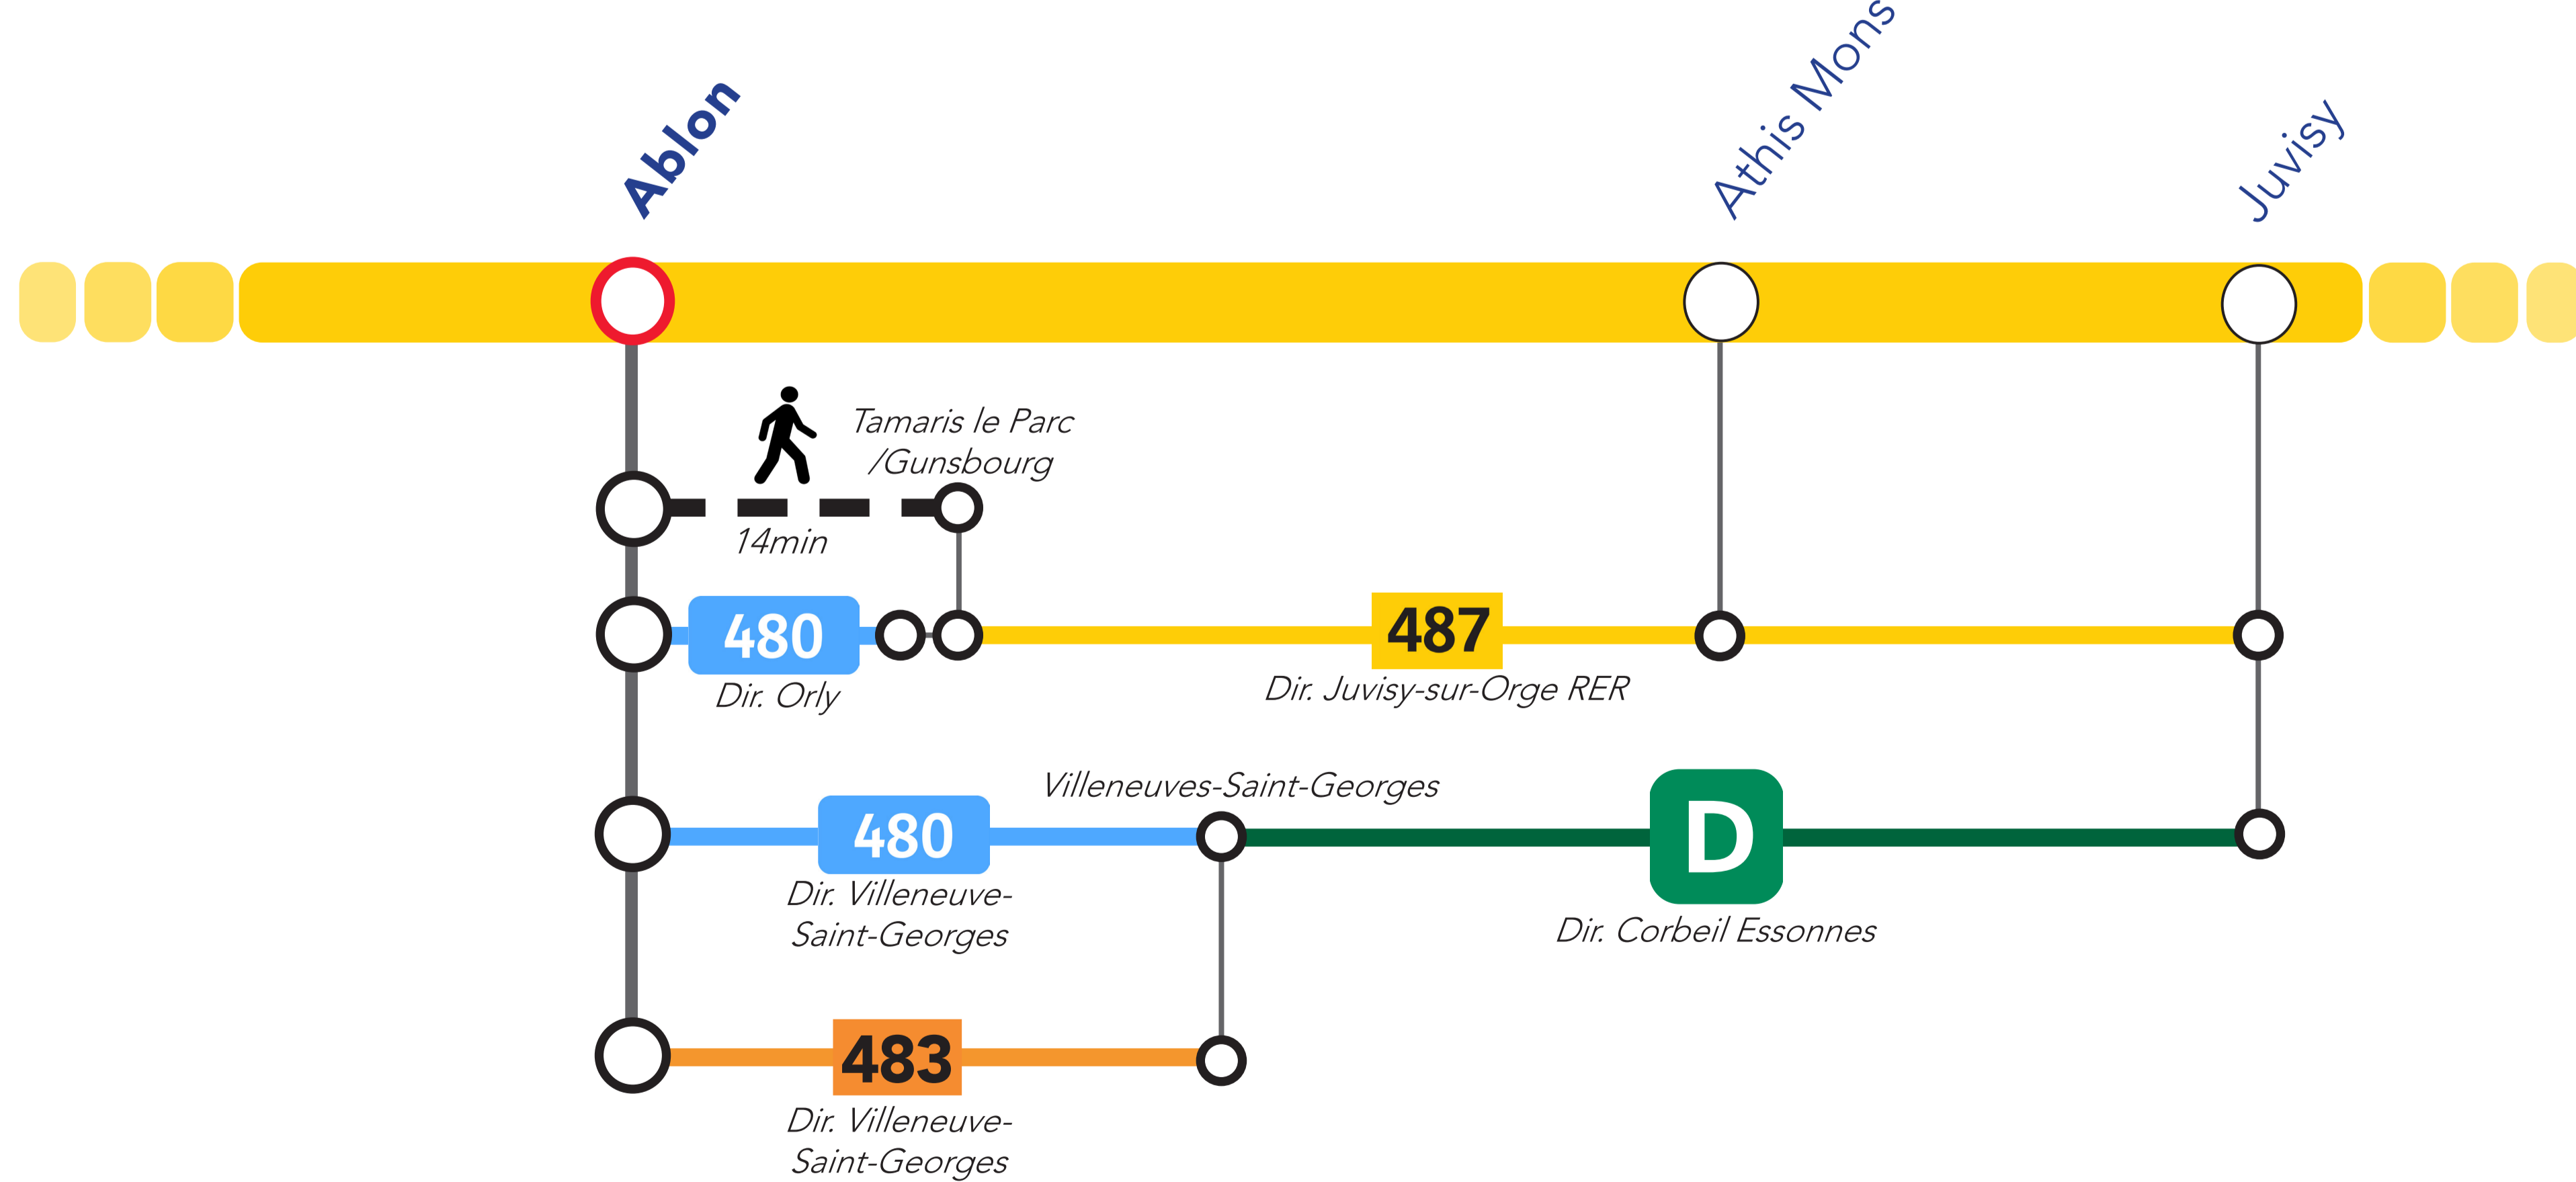 Ablon
Athis Mons
Juvisy
Tamaris le Parc
/Gunsbourg
14min
480
487
Dir. Orly
Dir. Juvisy-sur-Orge RER
Villeneuves-Saint-Georges
480
D
Dir. Villeneuve-
Saint-Georges
Dir. Corbeil Essonnes
483
Dir. Villeneuve-
Saint-Georges